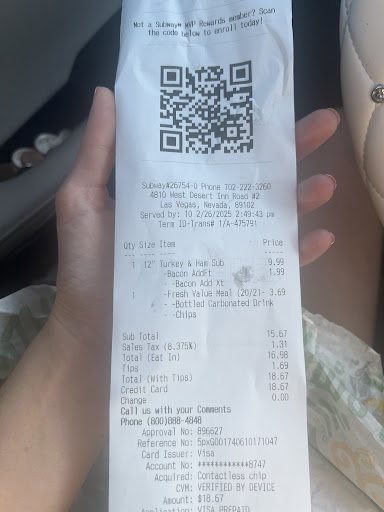 Not a Subway® MVP Rewards member? Scan
the code below to enroll today!
Subway#26754-0 Phone 702-222-3260
4810 West Desert Inn Road #2
Las Vegas, Nevada, 89102
Served by: 10 2/26/2025 2:49:43 pm
Term ID-Trans# 1/A-475791
Qty Size Item Price
--- ---- ---- -----
1 12" Turkey & Ham Sub 9.99
-Bacon AddFt 1.99
-Bacon Add Xt
1 -Fresh Value Meal (20/21- 3.69
- -Bottled Carbonated Drink
- -Chips
Sub Total 15.67
Sales Tax (8.375%) 1.31
Total (Eat In) 16.98
Tips 1.69
Total (With Tips) 18.67
Credit Card 18.67
Change 0.00
Call us with your Comments
Phone (800)888-4848
Approval No: 896627
Reference No: 5pxG001740610171047
Card Issuer: Visa
Account No: ************8747
Acquired: Contactless chip
CVM: VERIFIED BY DEVICE
Amount: $18.67
Application: VISA PREPAID